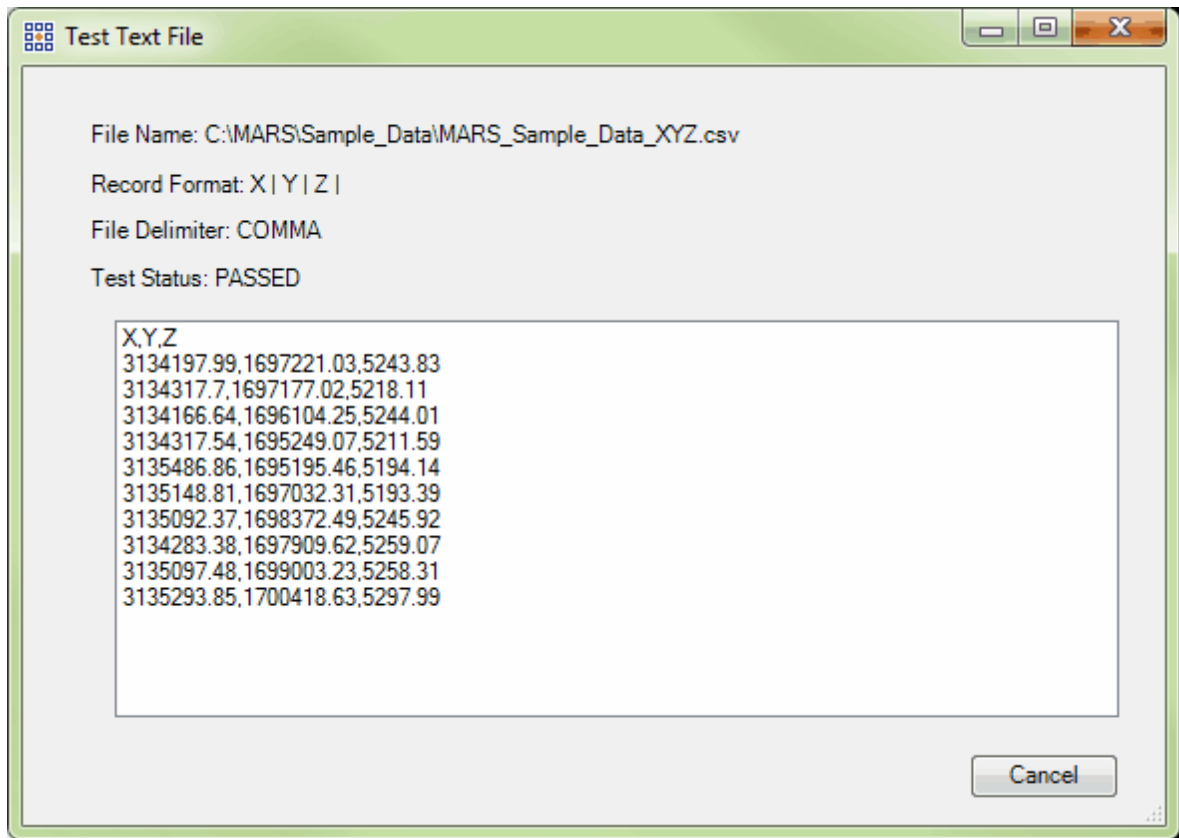 Test Text File
File Name: C:\MARS\Sample_Data\MARS_Sample_Data_XYZ.csv
Record Format: X | Y | Z |
File Delimiter: COMMA
Test Status: PASSED
X,Y,Z
3134197.99,1697221.03,5243.83
3134317.7,1697177.02,5218.11
3134166.64,1696104.25,5244.01
3134317.54,1695249.07,5211.59
3135486.86,1695195.46,5194.14
3135148.81,1697032.31,5193.39
3135092.37,1698372.49,5245.92
3134283.38,1697909.62,5259.07
3135097.48,1699003.23,5258.31
3135293.85,1700418.63,5297.99
Cancel